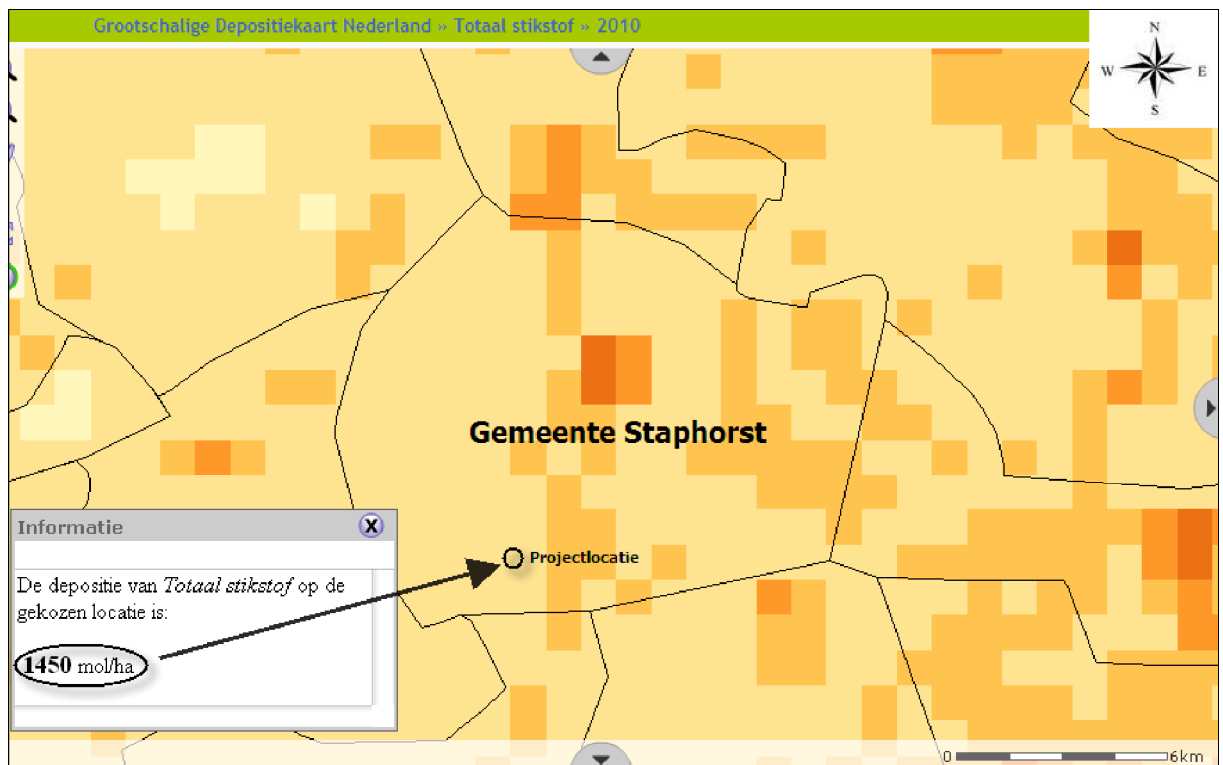 Grootschalige Depositiekaart Nederland » Totaal stikstof » 2010
N
W E
S
Gemeente Staphorst
Informatie
X
Projectlocatie
De depositie van Totaal stikstof op de
gekozen locatie is:
1450 mol/ha
0 6km